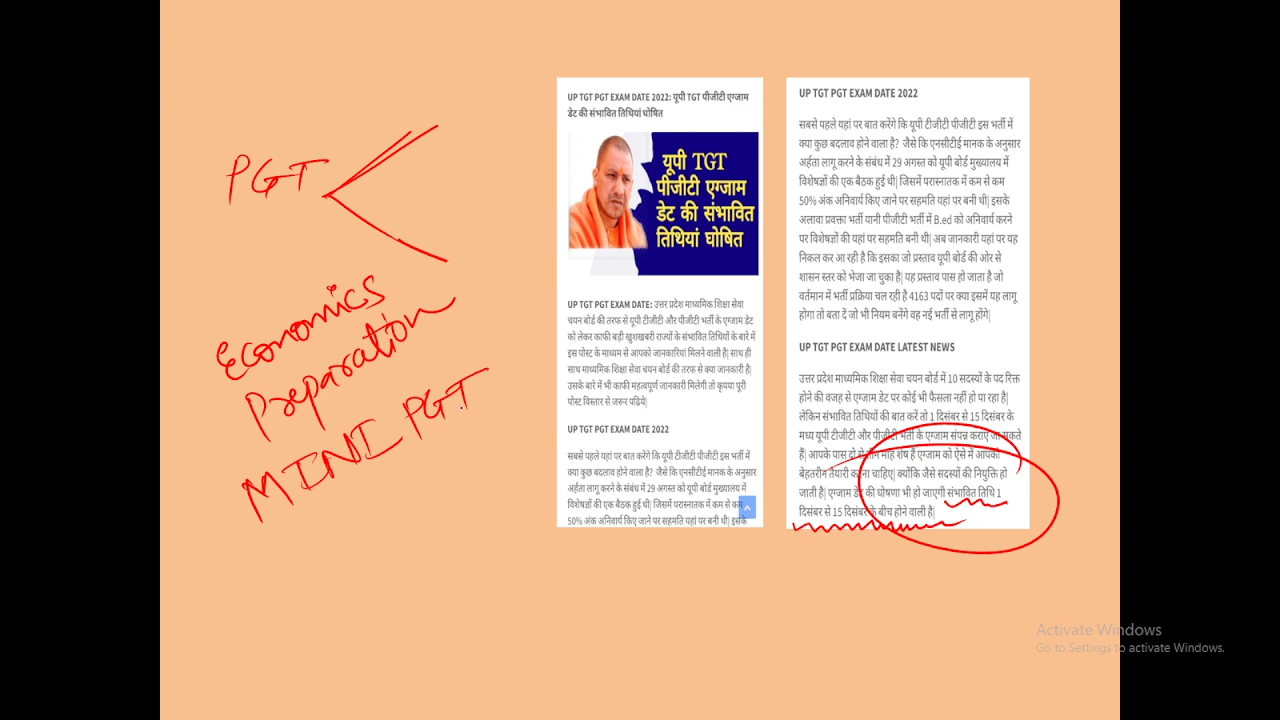 PGT
Economics
Preparation
MINI PGT
UP TGT PGT EXAM DATE 2022: यूपी TGT पीजीटी एग्जाम
डेट की संभावित तिथियां घोषित
यूपी TGT
पीजीटी एग्जाम
डेट की संभावित
तिथियां घोषित
UP TGT PGT EXAM DATE: उत्तर प्रदेश माध्यमिक शिक्षा सेवा
चयन बोर्ड की तरफ से यूपी टीजीटी और पीजीटी भर्ती के एग्जाम डेट
को लेकर काफी बड़ी खुशखबरी राज्यों के संभावित तिथियों के बारे में
इस पोस्ट के माध्यम से आपको जानकारियां मिलने वाली है| साथ ही
साथ माध्यमिक शिक्षा चयन बोर्ड की तरफ से क्या जानकारी है|
उसके बारे में भी काफी महत्वपूर्ण जानकारी मिलेगी तो कृपया पूरी
पोस्ट विस्तार से जरूर पढिये|
UP TGT PGT EXAM DATE 2022
सबसे पहले यहां पर बात करेंगे कि यूपी टीजीटी पीजीटी इस भर्ती में
क्या कुछ बदलाव होने वाला है? जैसे कि एनसीटीई मानक के अनुसार
अर्हता लागू करने के संबंध में 29 अगस्त को यूपी बोर्ड मुख्यालय में
विशेषज्ञों की एक बैठक हुई थी| जिसमें परास्नातक में कम से कम
50% अंक अनिवार्य किए जाने पर सहमति यहां पर बनी थी| इसके
UP TGT PGT EXAM DATE 2022
सबसे पहले यहां पर बात करेंगे कि यूपी टीजीटी पीजीटी इस भर्ती में
क्या कुछ बदलाव होने वाला है? जैसे कि एनसीटीई मानक के अनुसार
अर्हता लागू करने के संबंध में 29 अगस्त को यूपी बोर्ड मुख्यालय में
विशेषज्ञों की एक बैठक हुई थी| जिसमें परास्नातक में कम से कम
50% अंक अनिवार्य किए जाने पर सहमति यहां पर बनी थी| इसके
अलावा प्रवक्ता भर्ती यानी पीजीटी भर्ती में B.ed को अनिवार्य करने
पर विशेषज्ञों की यहां पर सहमति बनी थी| अब जानकारी यहां पर यह
निकल कर आ रही है कि इसका जो प्रस्ताव यूपी बोर्ड की ओर से
शासन स्तर को भेजा जा चुका है| यह प्रस्ताव पास हो जाता है जो
वर्तमान में भर्ती प्रक्रिया चल रही है 4163 पदों पर क्या इसमें यह लागू
होगा तो बता दें जो भी नियम बनेंगे वह नई भर्ती से लागू होंगे|
UP TGT PGT EXAM DATE LATEST NEWS
उत्तर प्रदेश माध्यमिक शिक्षा सेवा चयन बोर्ड में 10 सदस्यों के पद रिक्त
होने की वजह से एग्जाम डेट पर कोई भी फैसला नहीं हो पा रहा है|
लेकिन संभावित तिथियों की बात करें तो 1 दिसंबर से 15 दिसंबर के
मध्य यूपी टीजीटी और पीजीटी भर्ती के एग्जाम संपन्न कराए जा सकते
हैं| आपके पास दो से तीन माह शेष हैं एग्जाम को ऐसे में आपको
बेहतरीन तैयारी करना चाहिए| क्योंकि जैसे सदस्यों की नियुक्ति हो
जाती है| एग्जाम डेट की घोषणा भी हो जाएगी संभावित तिथि 1
दिसंबर से 15 दिसंबर के बीच होने वाली है|
Activate Windows
Go to Settings to activate Windows.